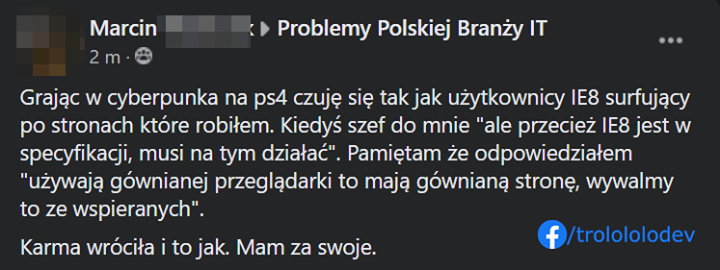 Marcin k Problemy Polskiej Branży IT
2 m ·
Grając w cyberpunka na ps4 czuję się tak jak użytkownicy IE8 surfujący
po stronach które robiłem. Kiedyś szef do mnie "ale przecież IE8 jest w
specyfikacji, musi na tym działać". Pamiętam że odpowiedziałem
"używają gównianej przeglądarki to mają gównianą stronę, wywalmy
to ze wspieranych".
Karma wróciła i to jak. Mam za swoje.
/trolololodev